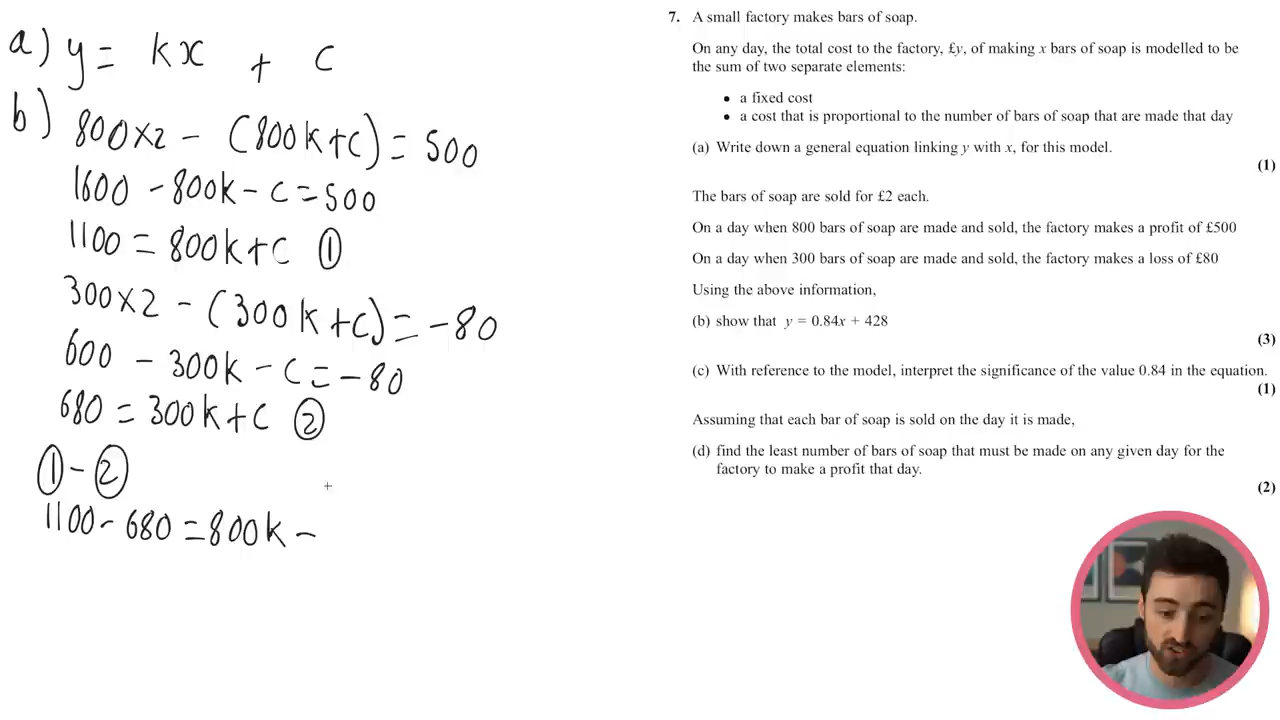 a) y = kx + c
b) 800×2 - (800k+c) = 500
1600 - 800k - c = 500
1100 = 800k + c ①
300×2 - (300k+c) = -80
600 - 300k - c = -80
680 = 300k + c ②
① - ②
1100 - 680 = 800k -
7. A small factory makes bars of soap.
On any day, the total cost to the factory, £y, of making x bars of soap is modelled to be
the sum of two separate elements:
• a fixed cost
• a cost that is proportional to the number of bars of soap that are made that day
(a) Write down a general equation linking y with x, for this model.
(1)
The bars of soap are sold for £2 each.
On a day when 800 bars of soap are made and sold, the factory makes a profit of £500
On a day when 300 bars of soap are made and sold, the factory makes a loss of £80
Using the above information,
(b) show that y = 0.84x + 428
(3)
(c) With reference to the model, interpret the significance of the value 0.84 in the equation.
(1)
Assuming that each bar of soap is sold on the day it is made,
(d) find the least number of bars of soap that must be made on any given day for the
factory to make a profit that day.
(2)